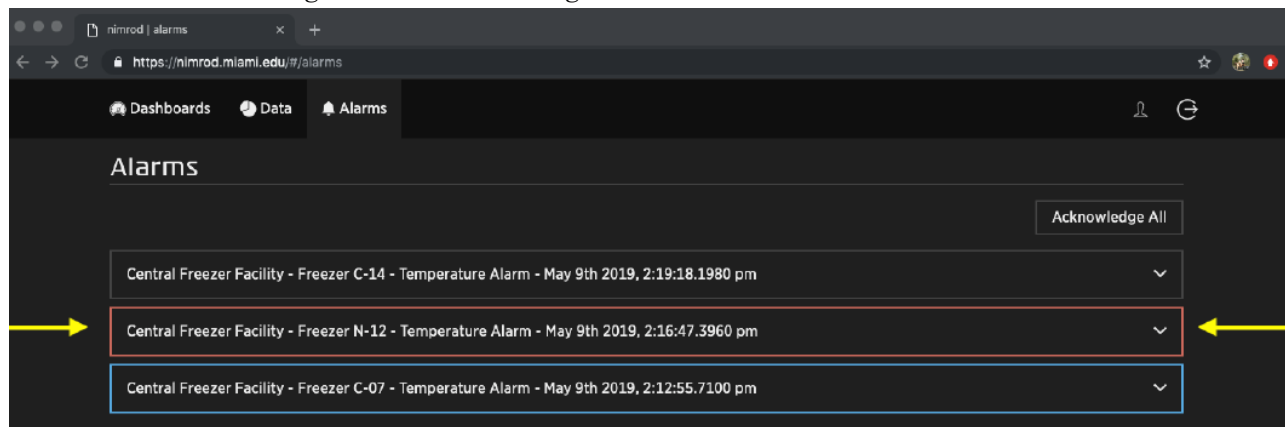 nimrod | alarms
https://nimrod.miami.edu/#/alarms
Dashboards Data Alarms
Alarms
Acknowledge All
Central Freezer Facility - Freezer C-14 - Temperature Alarm - May 9th 2019, 2:19:18.1980 pm
Central Freezer Facility - Freezer N-12 - Temperature Alarm - May 9th 2019, 2:16:47.3960 pm
Central Freezer Facility - Freezer C-07 - Temperature Alarm - May 9th 2019, 2:12:55.7100 pm